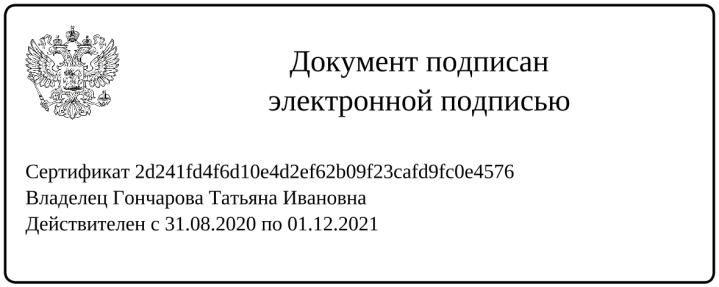 Документ подписан
электронной подписью
Сертификат 2d241fd4f6d10e4d2ef62b09f23cafd9fc0e4576
Владелец Гончарова Татьяна Ивановна
Действителен с 31.08.2020 по 01.12.2021